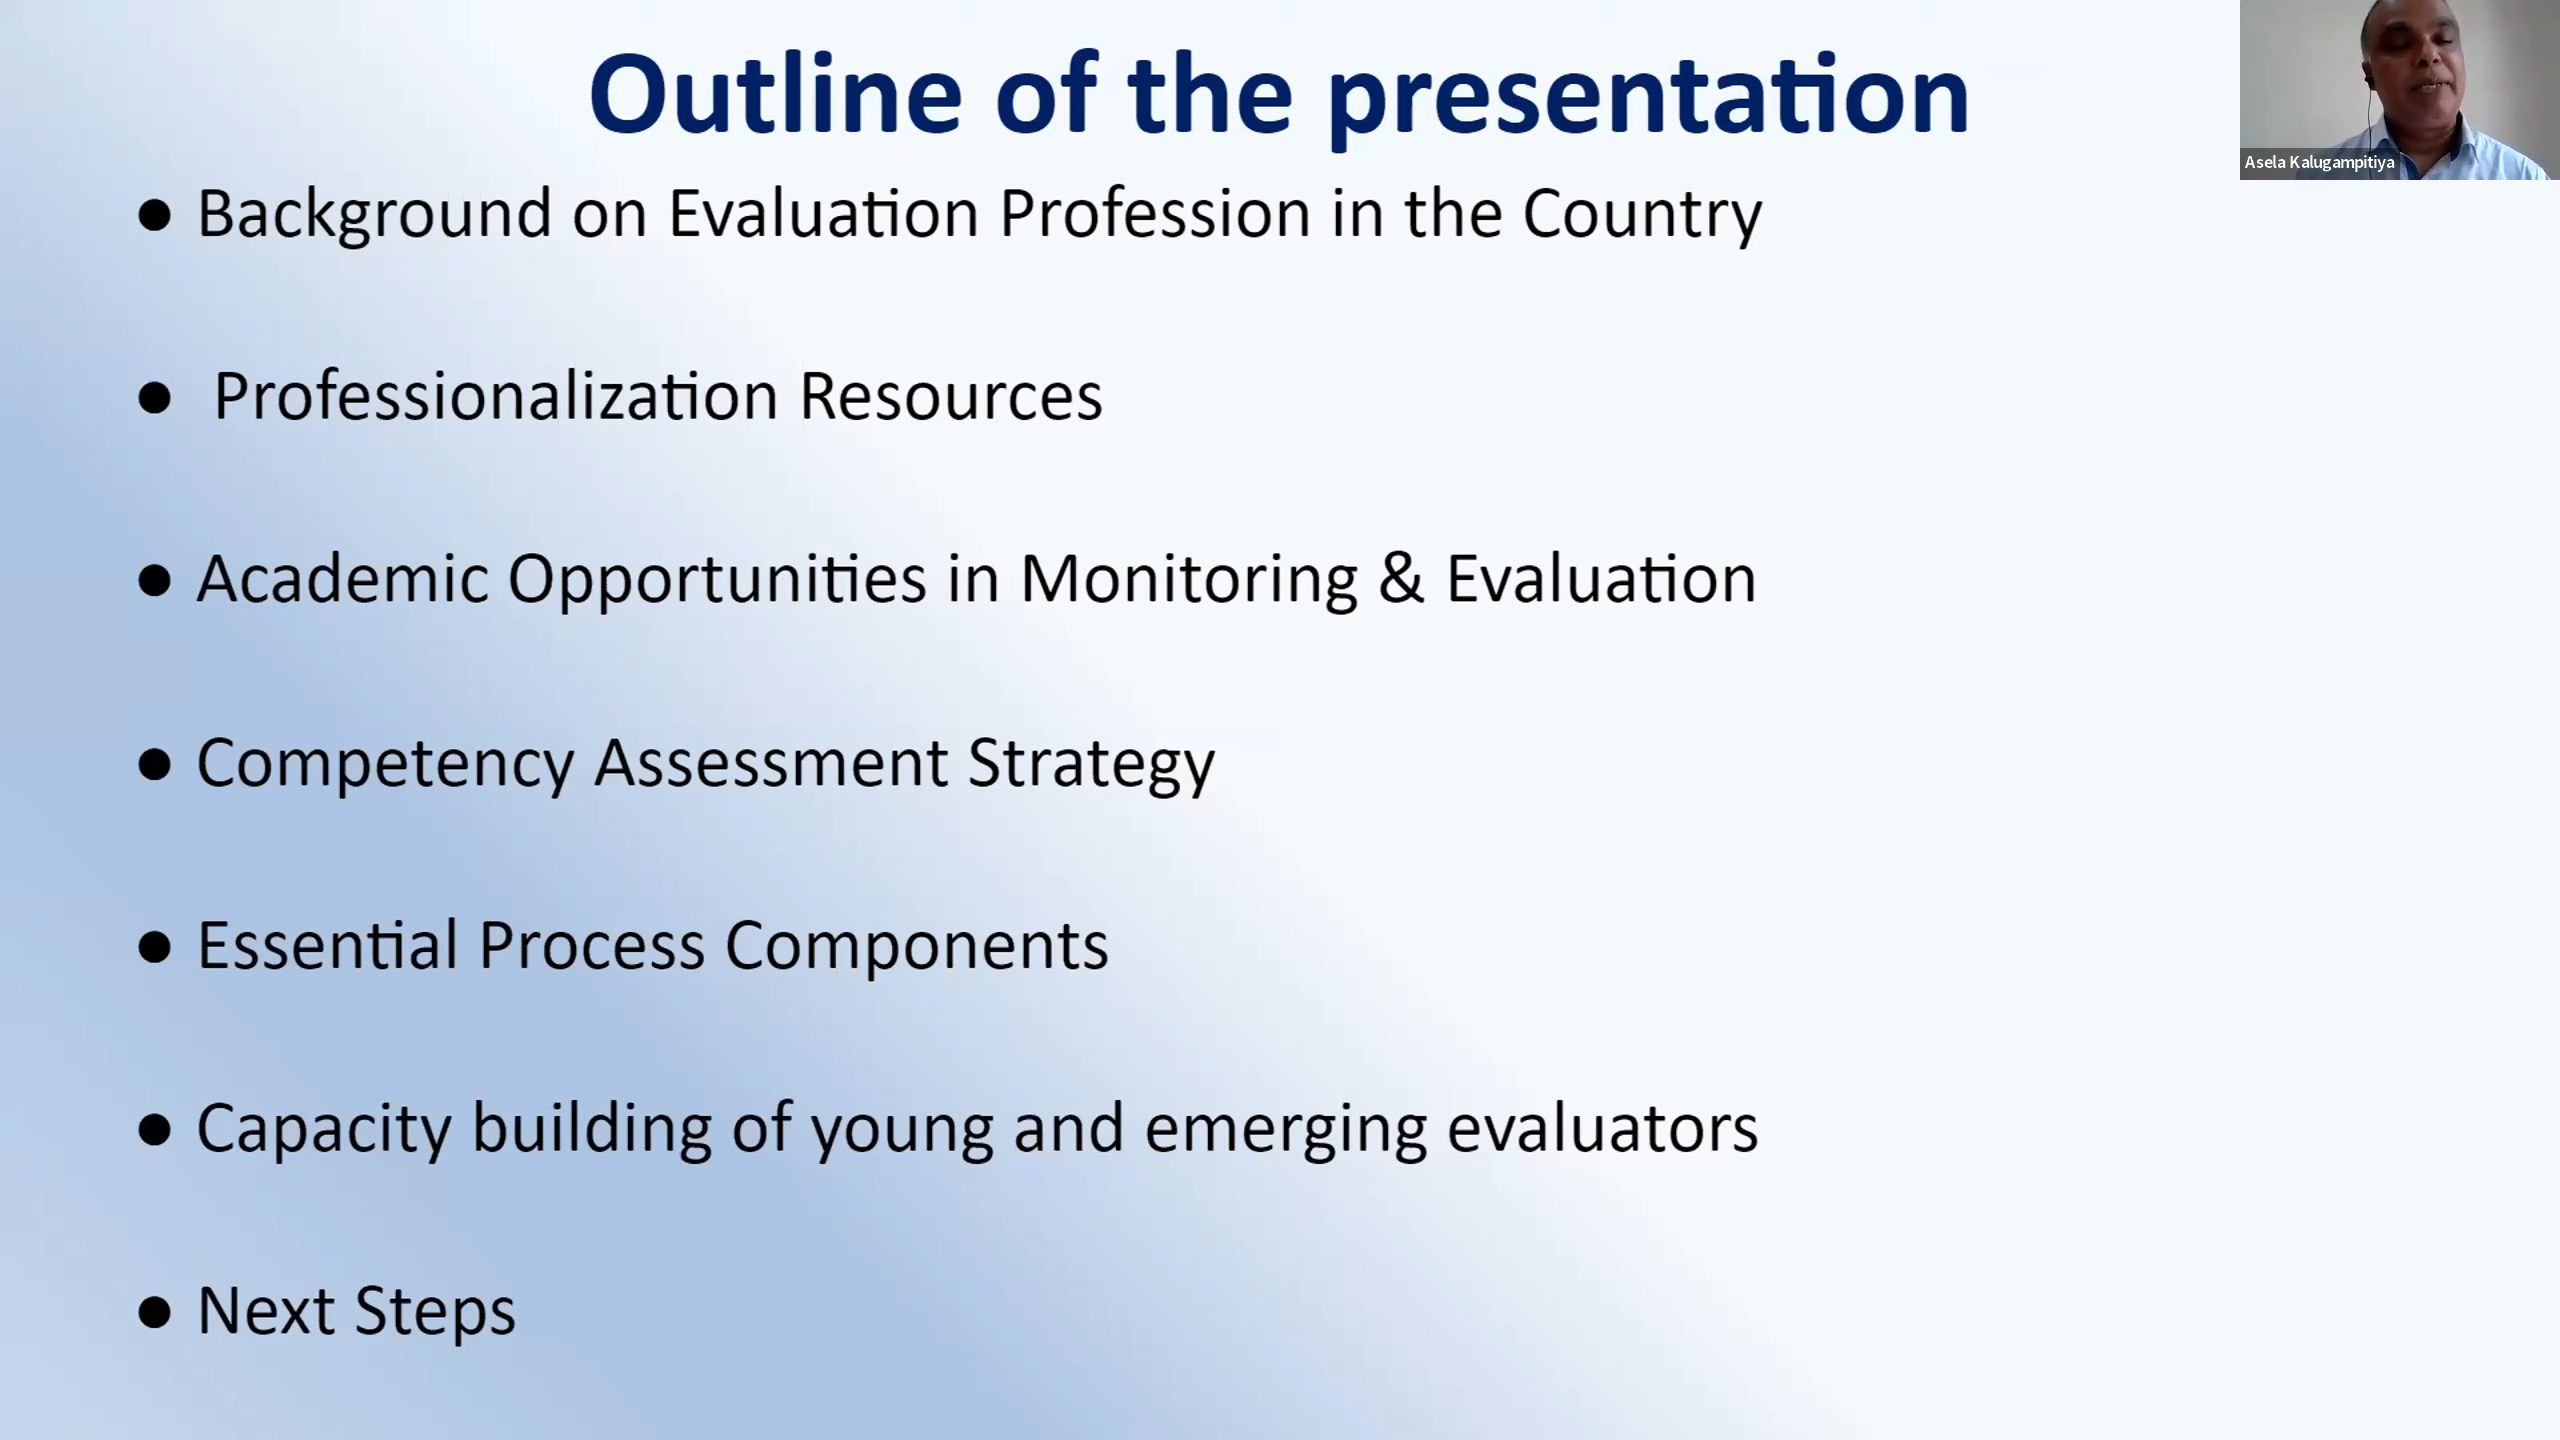 Outline of the presentation
Asela Kalugampitiya
● Background on Evaluation Profession in the Country
● Professionalization Resources
● Academic Opportunities in Monitoring & Evaluation
● Competency Assessment Strategy
● Essential Process Components
● Capacity building of young and emerging evaluators
● Next Steps